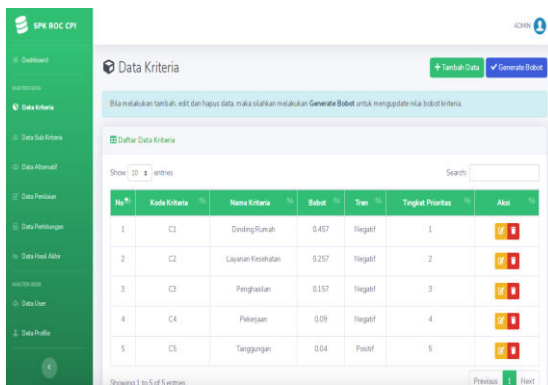 SPK ROC CPI
ADMIN
Dashboard
MASTER DATA
Data Kriteria
Data Sub Kriteria
Data Alternatif
Data Penilaian
Data Perhitungan
Data Hasil Akhir
MASTER USER
Data User
Data Profile
Data Kriteria
+ Tambah Data
Generate Bobot
Bila melakukan tambah, edit dan hapus data, maka silahkan melakukan Generate Bobot untuk mengupdate nilai bobot kriteria.
Daftar Data Kriteria
Show 10 entries
Search:
No Kode Kriteria Nama Kriteria Bobot Tren Tingkat Prioritas Aksi
1 C1 Dinding Rumah 0.457 Negatif 1
2 C2 Layanan Kesehatan 0.257 Negatif 2
3 C3 Penghasilan 0.157 Negatif 3
4 C4 Pekerjaan 0.09 Negatif 4
5 C5 Tanggungan 0.04 Positif 5
Showing 1 to 5 of 5 entries
Previous 1 Next